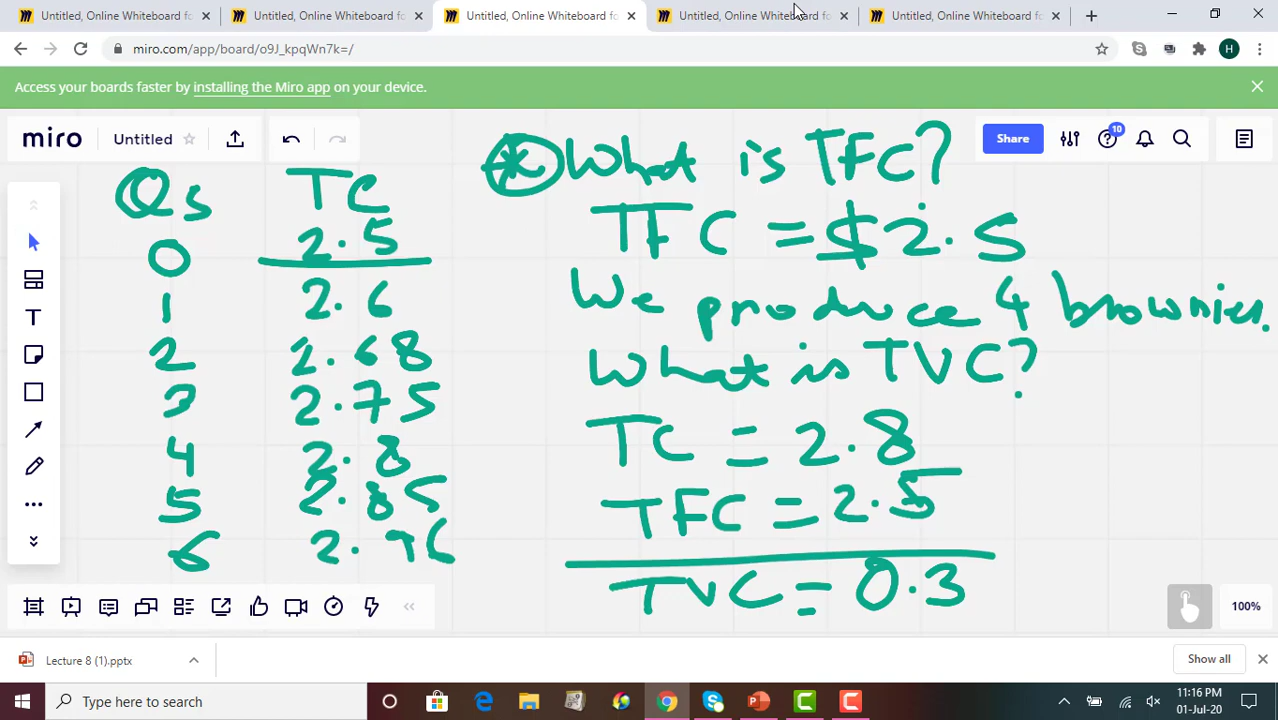 Untitled, Online Whiteboard fo
Untitled, Online Whiteboard for
Untitled, Online Whiteboard fo
Untitled, Online Whiteboard fo
Untitled, Online Whiteboard fo
miro.com/app/board/o9J_kpqWn7k=/
H
Access your boards faster by installing the Miro app on your device.
miro
Untitled
Share
10
Qs TC
0 2.5
1 2.6
2 2.68
3 2.75
4 2.8
5 2.85
6 2.96
What is TFC?
TFC = $2.5
We produce 4 brownies.
What is TVC?
TC = 2.8
TFC = 2.5
TVC = 0.3
100%
Lecture 8 (1).pptx
Show all
Type here to search
11:16 PM
01-Jul-20